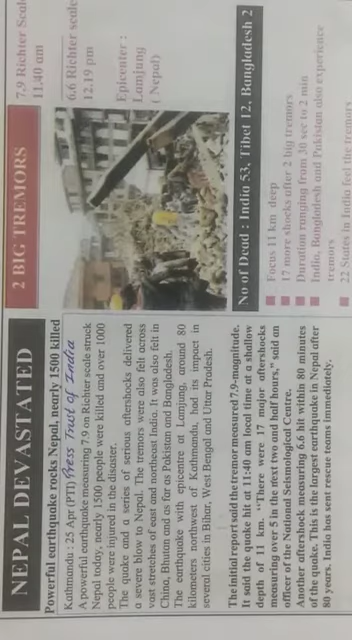 NEPAL DEVASTATED
Powerful earthquake rocks Nepal, nearly 1500 killed
Kathmandu : 25 Apr (PTI) Press Trust of India
A powerful earthquake measuring 7.9 on Richter scale struck
Nepal today, nearly 1500 people were killed and over 1000
people were injured in the disaster.
The quake and a series of serious aftershocks delivered
a severe blow to Nepal. The tremors were also felt across
vast stretches of east and northeast India. It was also felt in
China, Bhutan and as far as Pakistan and Bangladesh.
The earthquake with epicentre at Lamjung, around 80
kilometers northwest of Kathmandu, had its impact in
several cities in Bihar, West Bengal and Uttar Pradesh.
The initial report said the tremor measured 7.9-magnitude.
It said the quake hit at 11:40 am local time at a shallow
depth of 11 km. "There were 17 major aftershocks
measuring over 5 in the next two and half hours," said an
officer of the National Seismological Centre.
Another aftershock measuring 6.6 hit within 80 minutes
of the quake. This is the largest earthquake in Nepal after
80 years. India has sent rescue teams immediately.
2 BIG TREMORS
7.9 Richter Scale
11.40 am
6.6 Richter scale
12.19 pm
Epicenter :
Lamjung
( Nepal)
No of Dead : India 53, Tibet 12, Bangladesh 2
Focus 11 km deep
17 more shocks after 2 big tremors
Duration ranging from 30 sec to 2 min
India, Bangladesh and Pakistan also experience
tremors
22 States in India feel the tremors